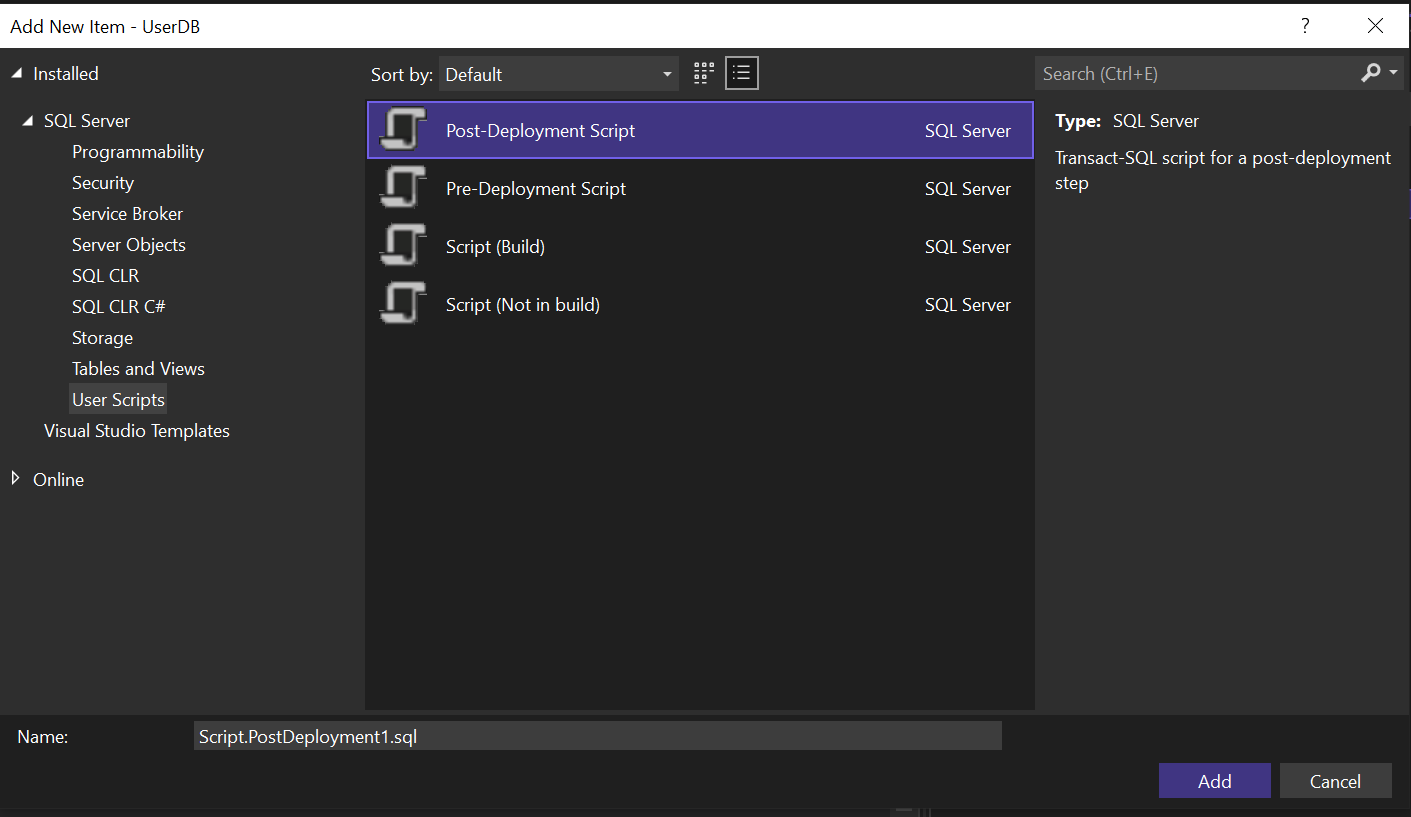 Add New Item - UserDB
?
Installed
Sort by: Default
Search (Ctrl+E)
SQL Server
Programmability
Security
Service Broker
Server Objects
SQL CLR
SQL CLR C#
Storage
Tables and Views
User Scripts
Visual Studio Templates
Online
Post-Deployment Script SQL Server
Pre-Deployment Script SQL Server
Script (Build) SQL Server
Script (Not in build) SQL Server
Type: SQL Server
Transact-SQL script for a post-deployment
step
Name: Script.PostDeployment1.sql
Add Cancel